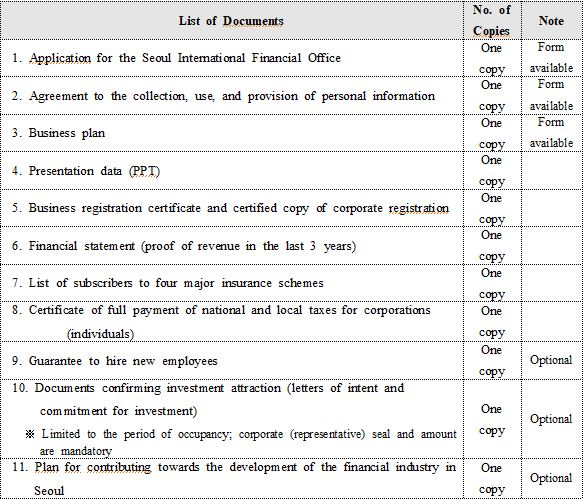 List of Documents No. of Copies Note
1. Application for the Seoul International Financial Office One copy Form available
2. Agreement to the collection, use, and provision of personal information One copy Form available
3. Business plan One copy Form available
4. Presentation data (PPT) One copy
5. Business registration certificate and certified copy of corporate registration One copy
6. Financial statement (proof of revenue in the last 3 years) One copy
7. List of subscribers to four major insurance schemes One copy
8. Certificate of full payment of national and local taxes for corporations
(individuals) One copy
9. Guarantee to hire new employees One copy Optional
10. Documents confirming investment attraction (letters of intent and
commitment for investment)
※ Limited to the period of occupancy; corporate (representative) seal and amount
are mandatory One copy Optional
11. Plan for contributing towards the development of the financial industry in
Seoul One copy Optional